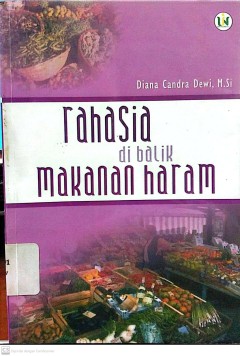 Diana Candra Dewi, M.Si
rahasia
di balik
makanan haram